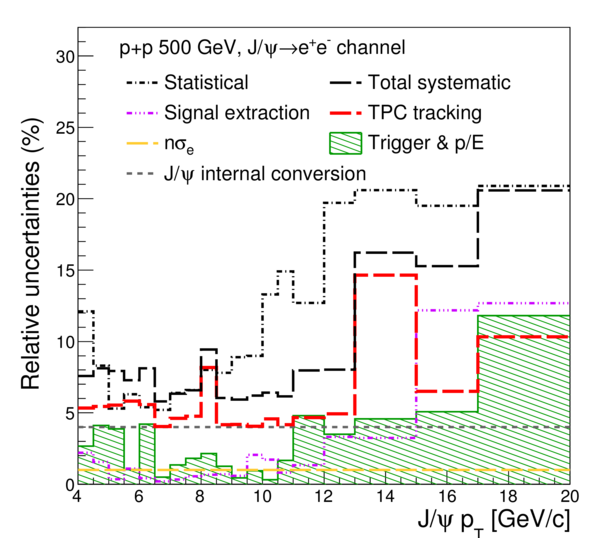 p+p 500 GeV, J/ψ→e⁺e⁻ channel
Statistical
Total systematic
Signal extraction
TPC tracking
nσₑ
Trigger & p/E
J/ψ internal conversion
Relative uncertainties (%)
30
25
20
15
10
5
0
4 6 8 10 12 14 16 18 20
J/ψ p_T [GeV/c]